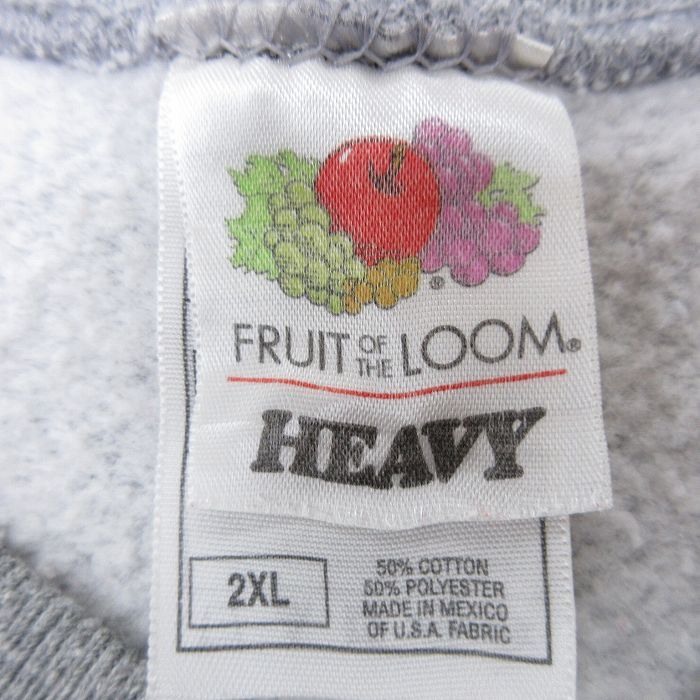 ®
FRUIT OF THE LOOM®
HEAVY
2XL
50% COTTON
50% POLYESTER
MADE IN MEXICO
OF U.S.A. FABRIC